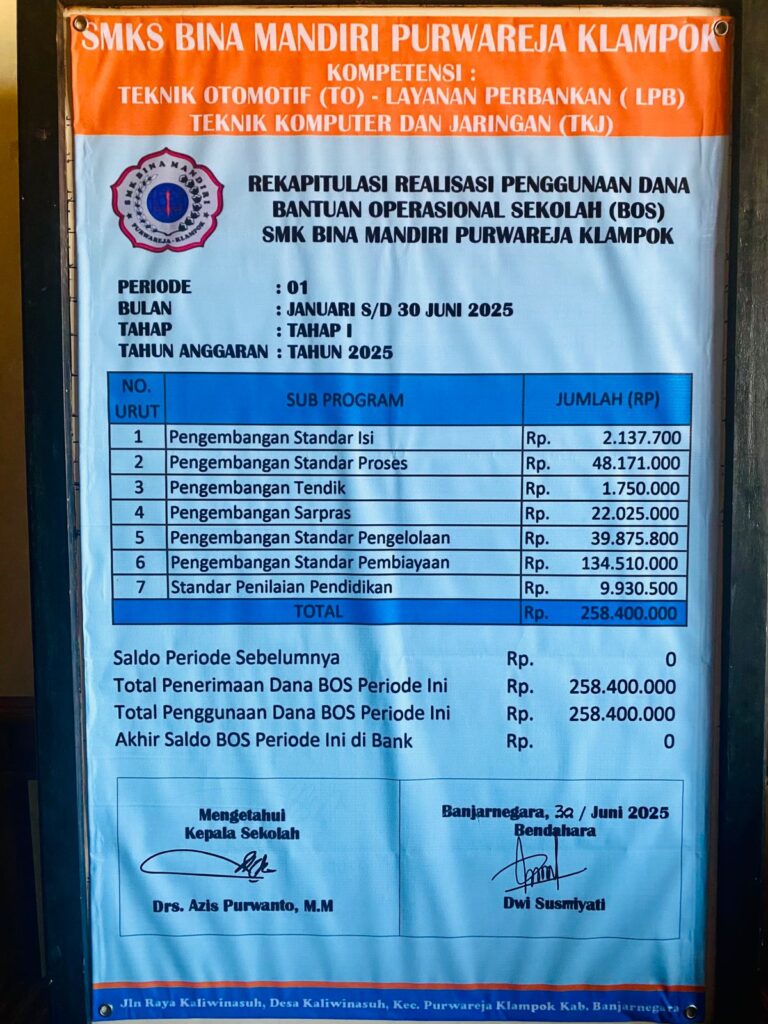 SMKS BINA MANDIRI PURWAREJA KLAMPOK
KOMPETENSI :
TEKNIK OTOMOTIF (TO) - LAYANAN PERBANKAN ( LPB)
TEKNIK KOMPUTER DAN JARINGAN (TKJ)
SMK BINA MANDIRI
PURWAREJA - KLAMPOK
REKAPITULASI REALISASI PENGGUNAAN DANA
BANTUAN OPERASIONAL SEKOLAH (BOS)
SMK BINA MANDIRI PURWAREJA KLAMPOK
PERIODE : 01
BULAN : JANUARI S/D 30 JUNI 2025
TAHAP : TAHAP I
TAHUN ANGGARAN : TAHUN 2025
NO. URUT SUB PROGRAM JUMLAH (RP)
1 Pengembangan Standar Isi Rp. 2.137.700
2 Pengembangan Standar Proses Rp. 48.171.000
3 Pengembangan Tendik Rp. 1.750.000
4 Pengembangan Sarpras Rp. 22.025.000
5 Pengembangan Standar Pengelolaan Rp. 39.875.800
6 Pengembangan Standar Pembiayaan Rp. 134.510.000
7 Standar Penilaian Pendidikan Rp. 9.930.500
TOTAL Rp. 258.400.000
Saldo Periode Sebelumnya Rp. 0
Total Penerimaan Dana BOS Periode Ini Rp. 258.400.000
Total Penggunaan Dana BOS Periode Ini Rp. 258.400.000
Akhir Saldo BOS Periode Ini di Bank Rp. 0
Mengetahui
Kepala Sekolah
Drs. Azis Purwanto, M.M
Banjarnegara, 30 / Juni 2025
Bendahara
Dwi Susmiyati
Jln Raya Kaliwinasuh, Desa Kaliwinasuh, Kec. Purwareja Klampok Kab. Banjarnegara